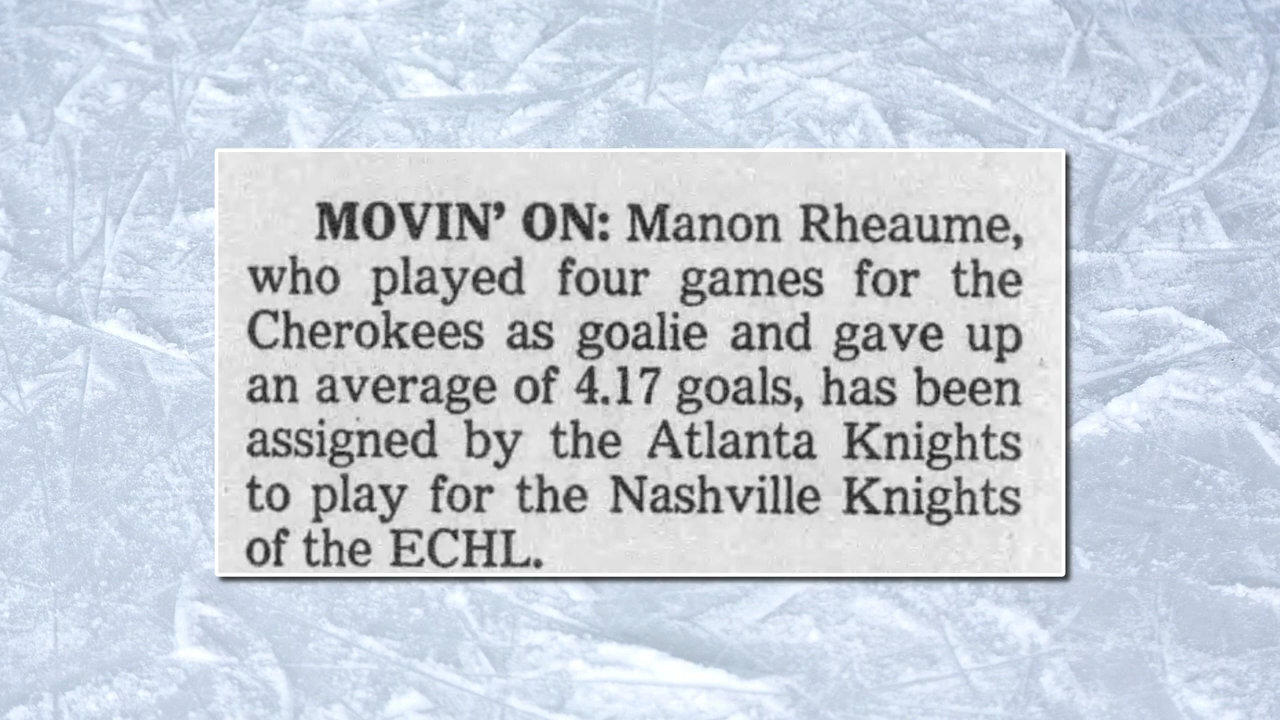 MOVIN' ON: Manon Rheaume,
who played four games for the
Cherokees as goalie and gave up
an average of 4.17 goals, has been
assigned by the Atlanta Knights
to play for the Nashville Knights
of the ECHL.